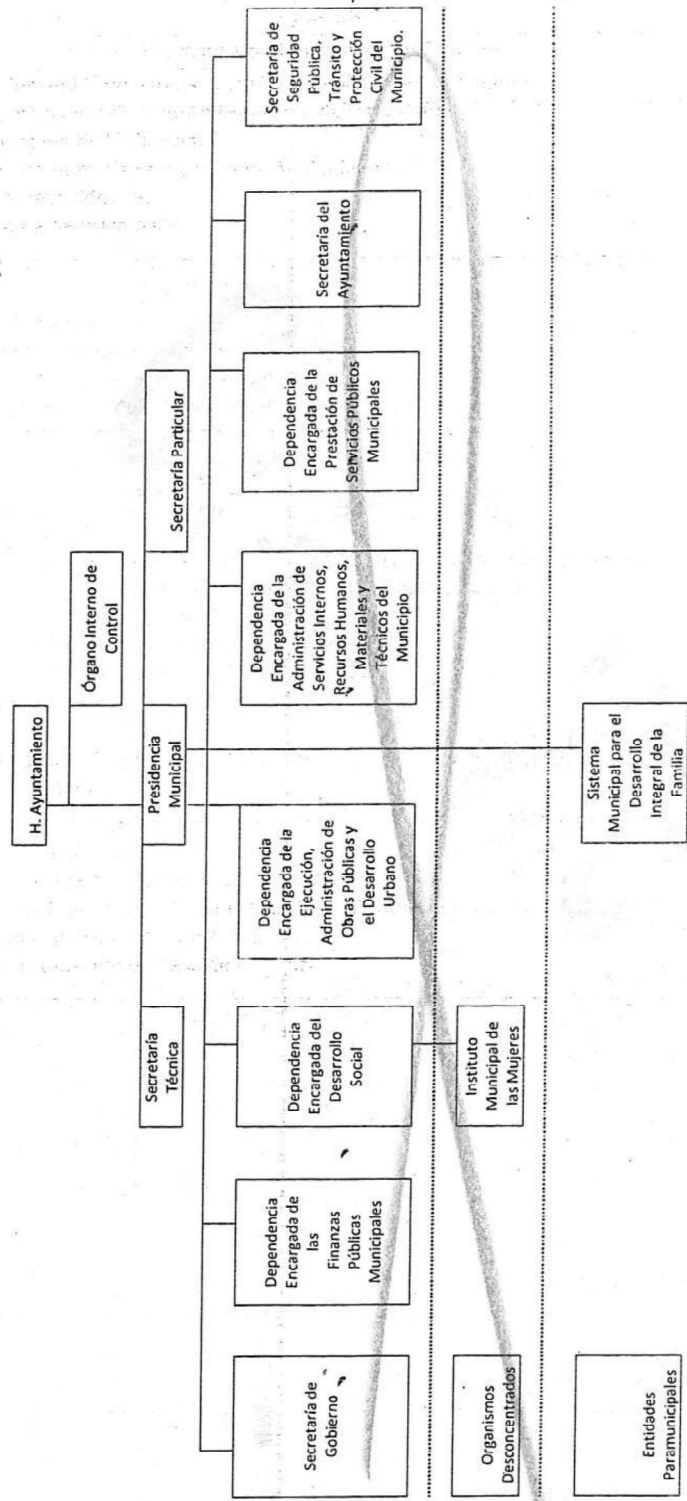 H. Ayuntamiento
Órgano Interno de
Control
Secretaría
Técnica
Presidencia
Municipal
Secretaría Particular
Secretaría de
Gobierno
Dependencia
Encargada de
las
Finanzas
Públicas
Municipales
Dependencia
Encargada del
Desarrollo
Social
Dependencia
Encargada de la
Ejecución,
Administración de
Obras Públicas y
el Desarrollo
Urbano
Dependencia
Encargada de la
Administración de
Servicios Internos,
Recursos Humanos,
Materiales y
Técnicos del
Municipio
Dependencia
Encargada de la
Prestación de
Servicios Públicos
Municipales
Secretaria del
Ayuntamiento
Secretaria de
Seguridad
Pública,
Tránsito y
Protección
Civil del
Municipio.
Organismos
Desconcentrados
Instituto
Municipal de
las Mujeres
Entidades
Paramunicipales
Sistema
Municipal para el
Desarrollo
Integral de la
Familia